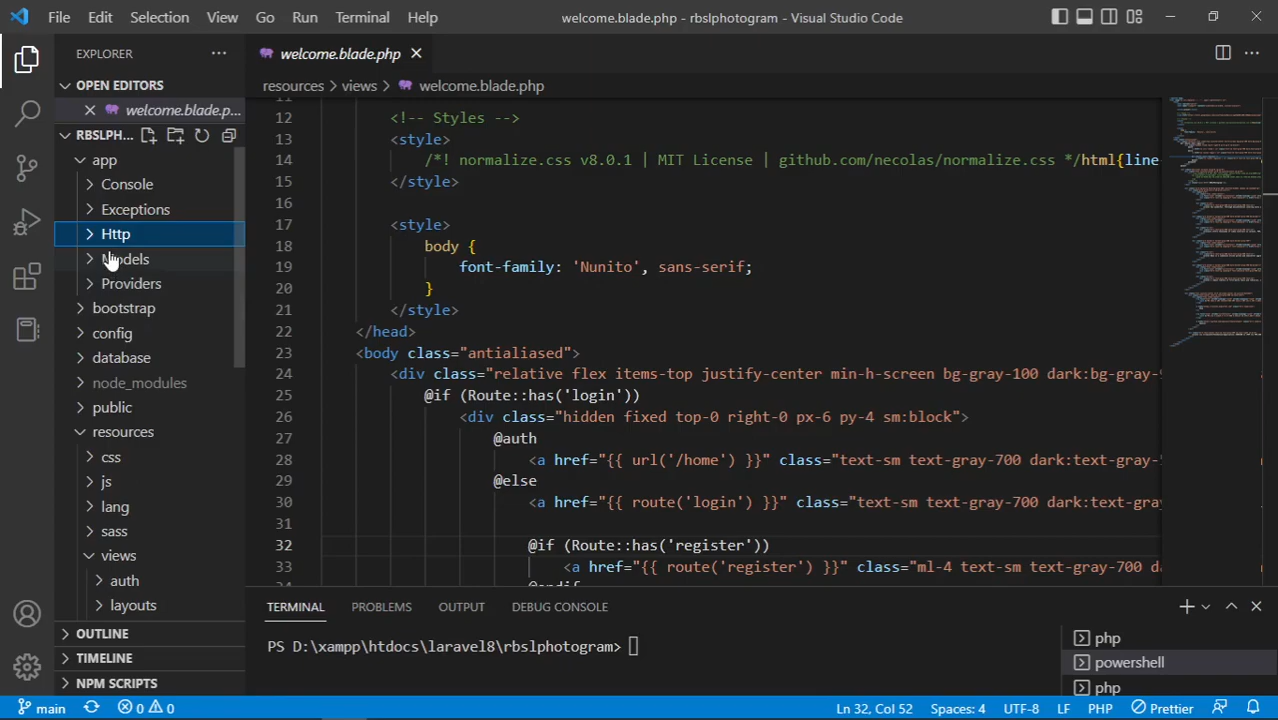 File Edit Selection View Go Run Terminal Help
welcome.blade.php - rbslphotogram - Visual Studio Code
EXPLORER
OPEN EDITORS
welcome.blade.p...
RBSLPH...
app
Console
Exceptions
Http
Models
Providers
bootstrap
config
database
node_modules
public
resources
css
js
lang
sass
views
auth
layouts
OUTLINE
TIMELINE
NPM SCRIPTS
welcome.blade.php
resources > views > welcome.blade.php
11
12 <!-- Styles -->
13 <style>
14 /*! normalize.css v8.0.1 | MIT License | github.com/necolas/normalize.css */html{line
15 </style>
16
17 <style>
18 body {
19 font-family: 'Nunito', sans-serif;
20 }
21 </style>
22 </head>
23 <body class="antialiased">
24 <div class="relative flex items-top justify-center min-h-screen bg-gray-100 dark:bg-gray-9
25 @if (Route::has('login'))
26 <div class="hidden fixed top-0 right-0 px-6 py-4 sm:block">
27 @auth
28 <a href="{{ url('/home') }}" class="text-sm text-gray-700 dark:text-gray-5
29 @else
30 <a href="{{ route('login') }}" class="text-sm text-gray-700 dark:text-gray
31
32 @if (Route::has('register'))
33 <a href="{{ route('register') }}" class="ml-4 text-sm text-gray-700 d
34 @endif
TERMINAL PROBLEMS OUTPUT DEBUG CONSOLE
PS D:\xampp\htdocs\laravel8\rbslphotogram>
php
powershell
php
main 0 0 Ln 32, Col 52 Spaces: 4 UTF-8 LF PHP Prettier